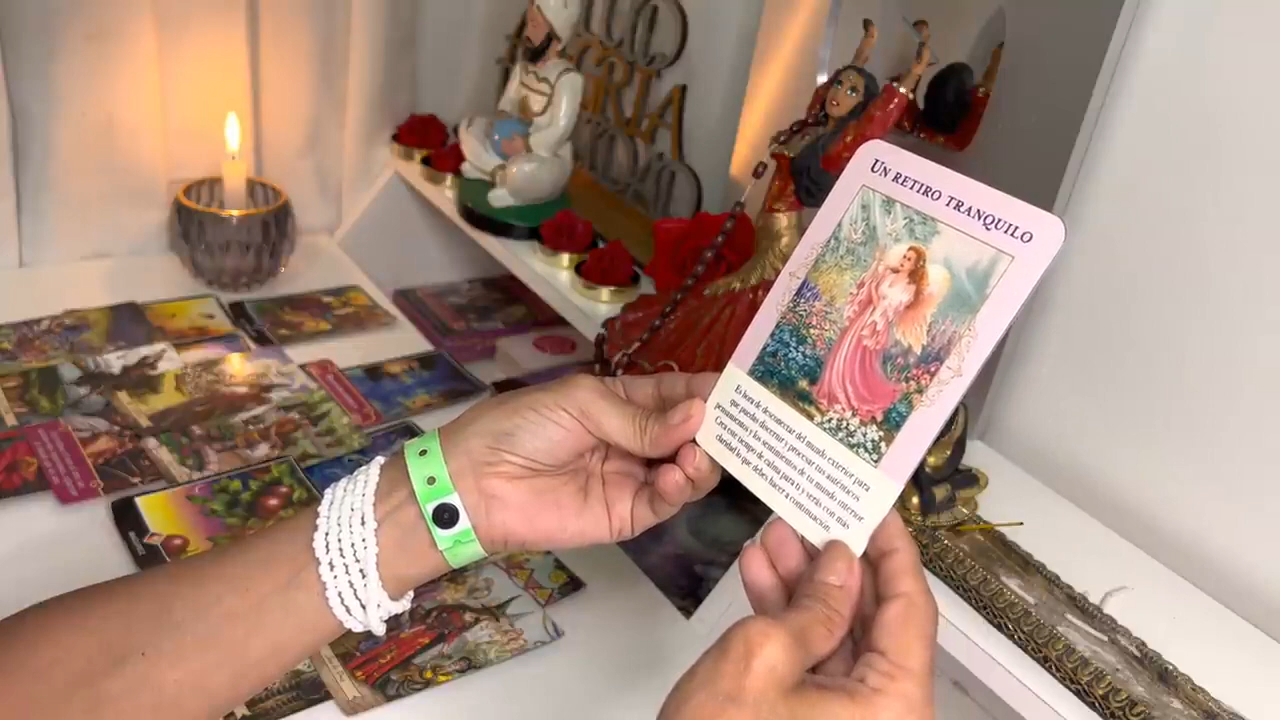 UN RETIRO TRANQUILO
Es hora de desconectar del mundo exterior para
que puedas discernir y procesar tus auténticos
pensamientos y los sentimientos de tu mundo interior.
Crea este tiempo de calma para ti y verás con más
claridad lo que debes hacer a continuación.